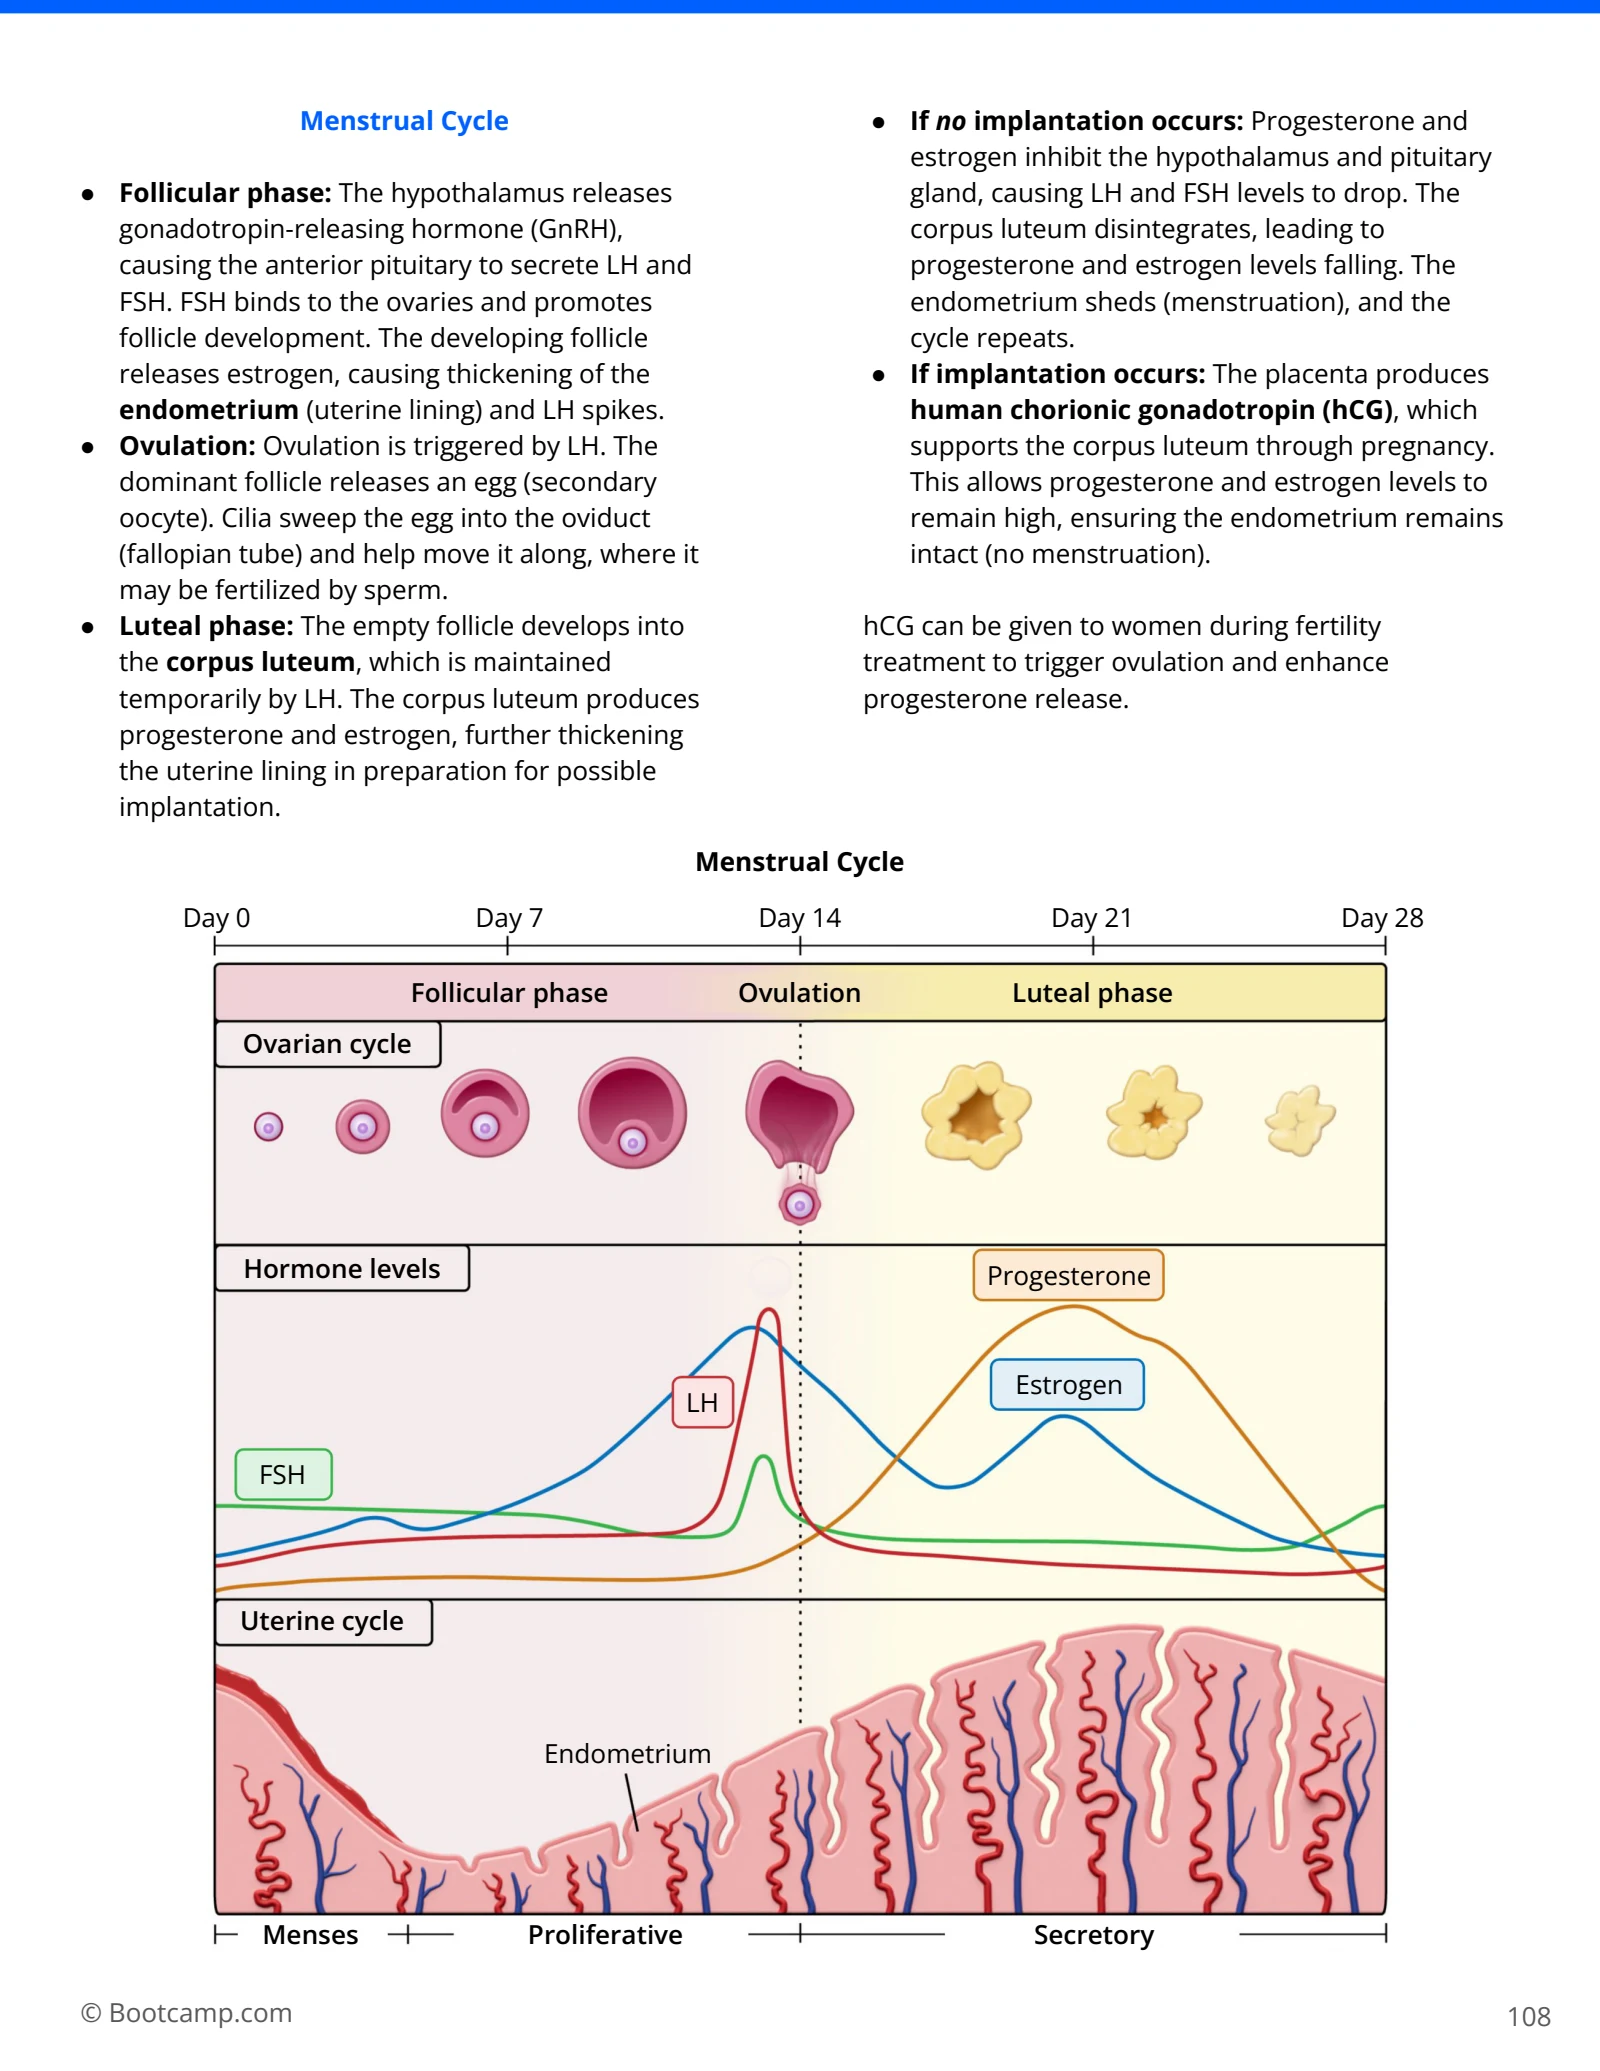 Menstrual Cycle
● Follicular phase: The hypothalamus releases
gonadotropin-releasing hormone (GnRH),
causing the anterior pituitary to secrete LH and
FSH. FSH binds to the ovaries and promotes
follicle development. The developing follicle
releases estrogen, causing thickening of the
endometrium (uterine lining) and LH spikes.
● Ovulation: Ovulation is triggered by LH. The
dominant follicle releases an egg (secondary
oocyte). Cilia sweep the egg into the oviduct
(fallopian tube) and help move it along, where it
may be fertilized by sperm.
● Luteal phase: The empty follicle develops into
the corpus luteum, which is maintained
temporarily by LH. The corpus luteum produces
progesterone and estrogen, further thickening
the uterine lining in preparation for possible
implantation.
● If no implantation occurs: Progesterone and
estrogen inhibit the hypothalamus and pituitary
gland, causing LH and FSH levels to drop. The
corpus luteum disintegrates, leading to
progesterone and estrogen levels falling. The
endometrium sheds (menstruation), and the
cycle repeats.
● If implantation occurs: The placenta produces
human chorionic gonadotropin (hCG), which
supports the corpus luteum through pregnancy.
This allows progesterone and estrogen levels to
remain high, ensuring the endometrium remains
intact (no menstruation).
hCG can be given to women during fertility
treatment to trigger ovulation and enhance
progesterone release.
Menstrual Cycle
Day 0 Day 7 Day 14 Day 21 Day 28
Follicular phase Ovulation Luteal phase
Ovarian cycle
Hormone levels
Progesterone
Estrogen
LH
FSH
Uterine cycle
Endometrium
Menses Proliferative Secretory
© Bootcamp.com 108